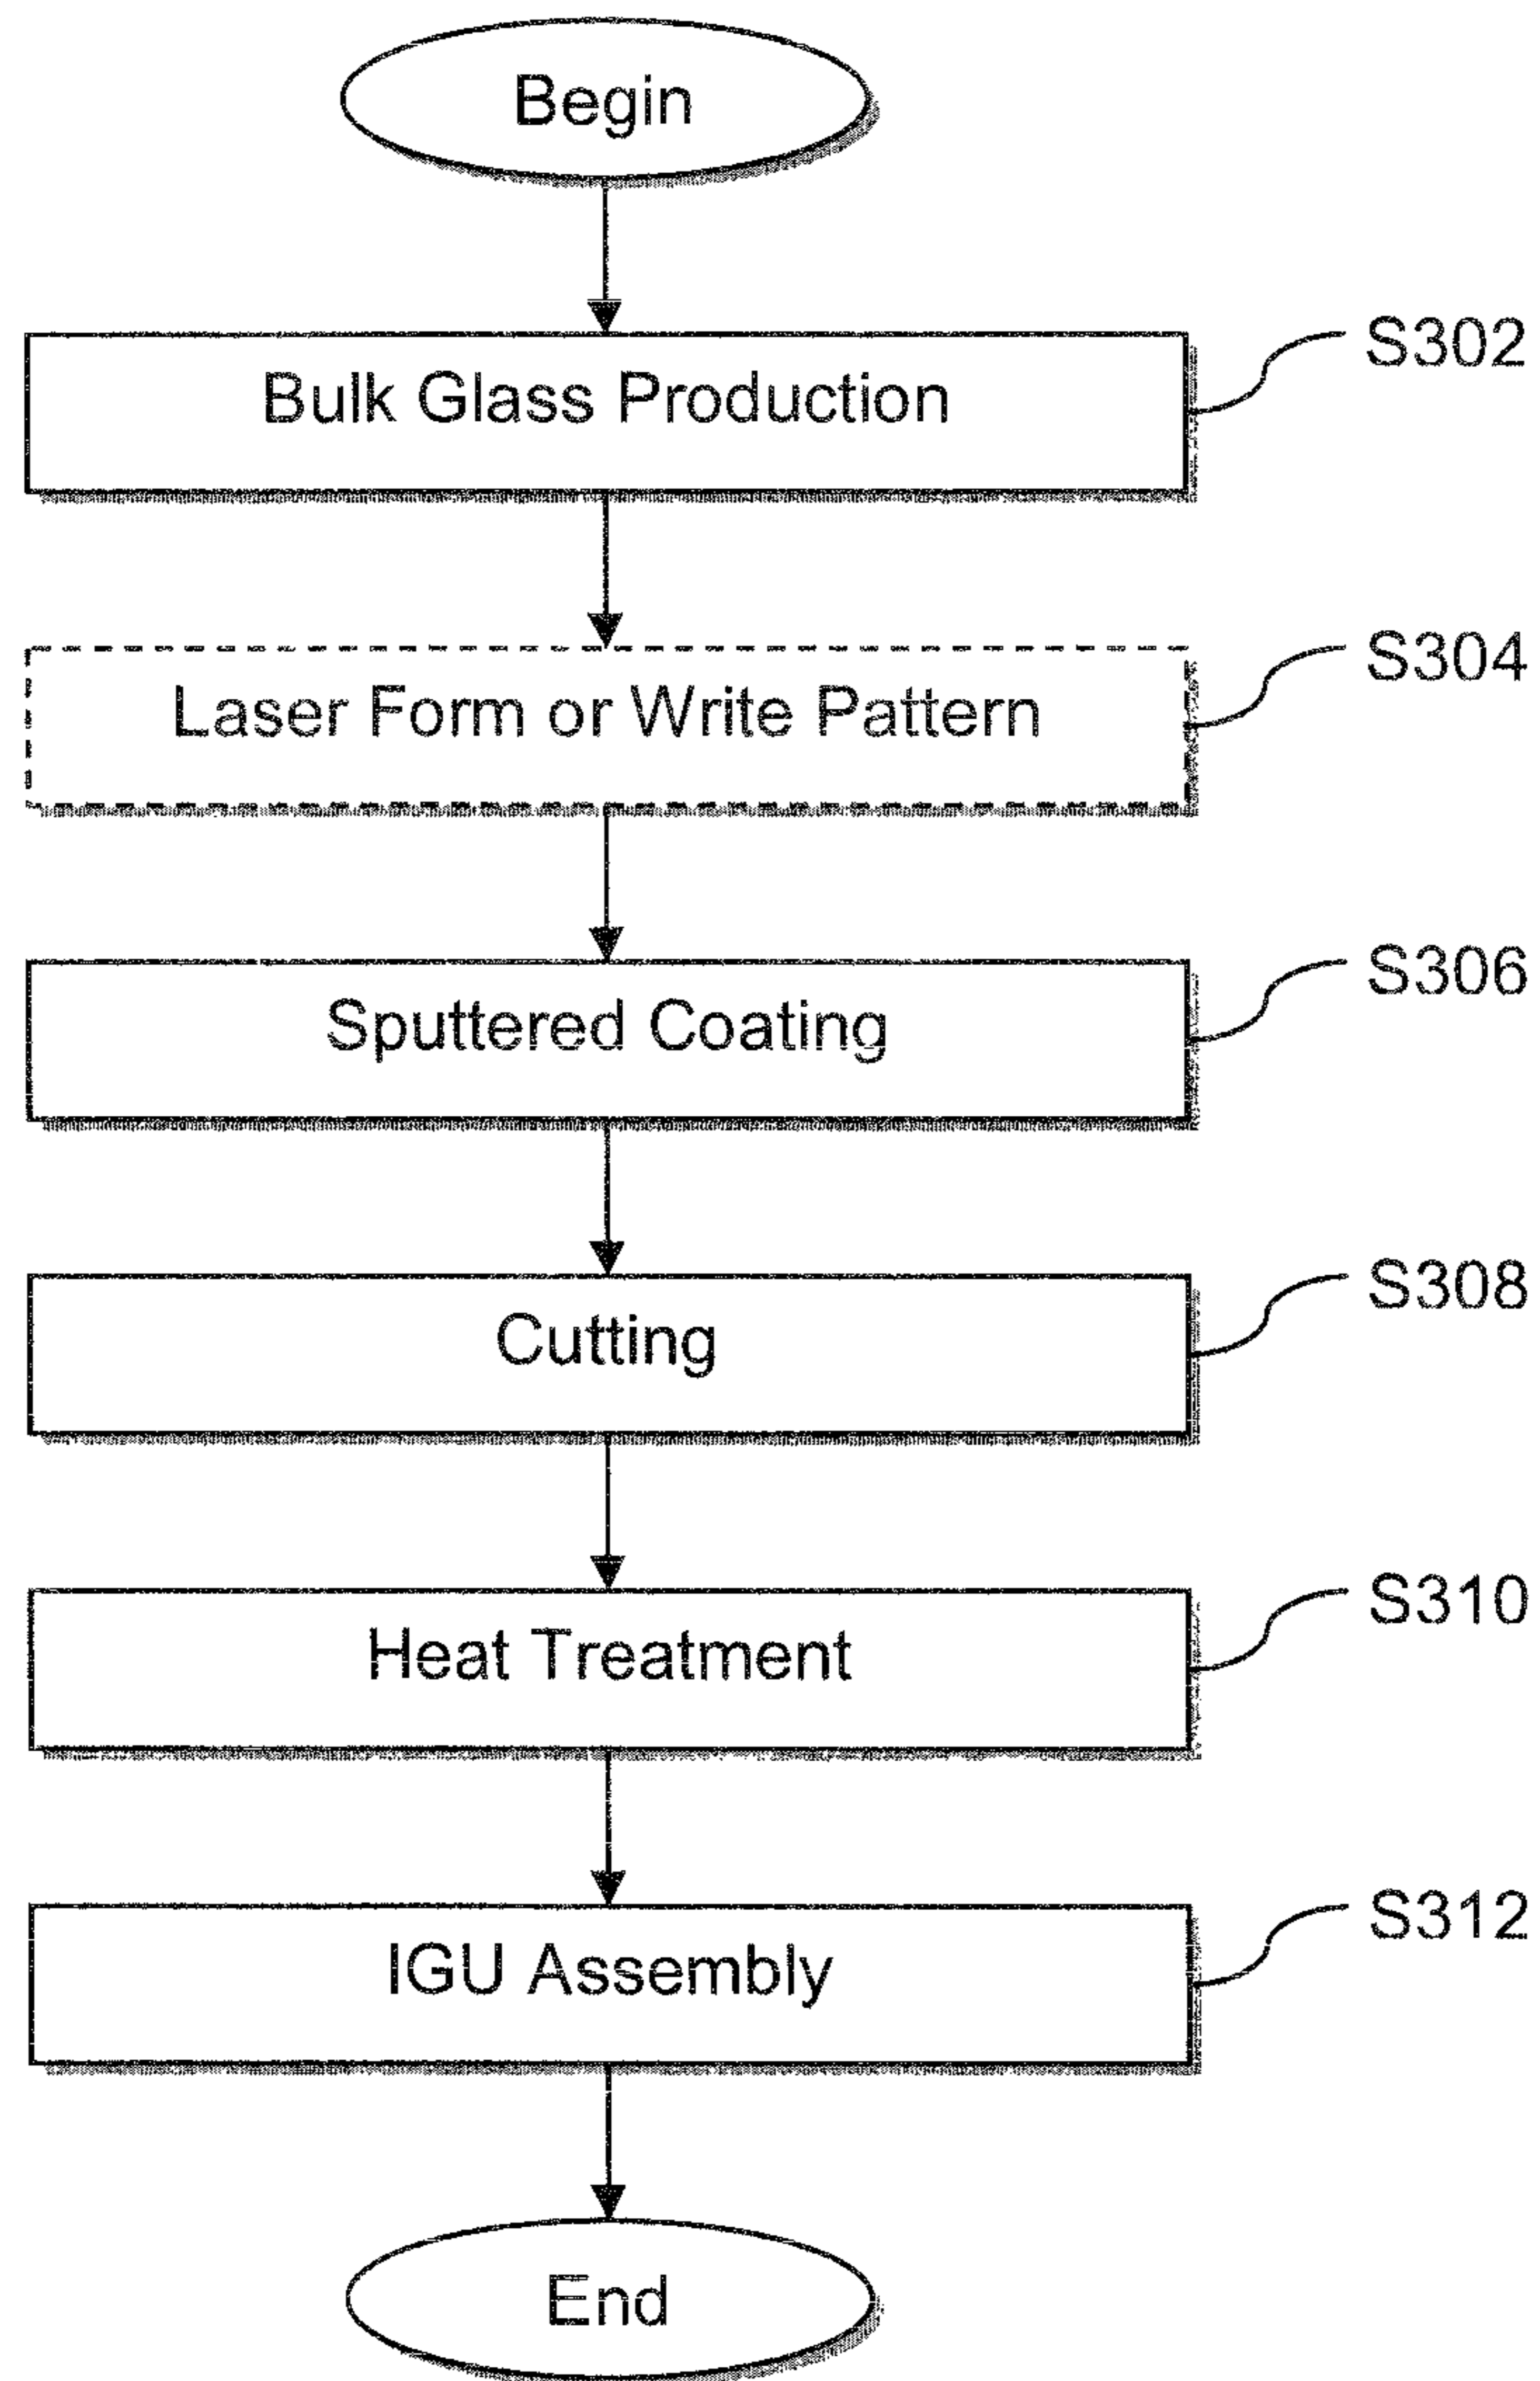 Begin
Bulk Glass Production
S302
Laser Form or Write Pattern
S304
Sputtered Coating
S306
Cutting
S308
Heat Treatment
S310
IGU Assembly
S312
End